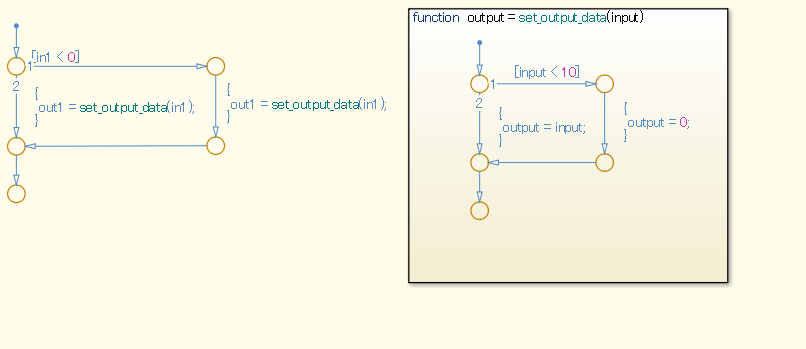 [in1 < 0]
1
2
{
out1 = set_output_data(in1);
}
{
out1 = set_output_data(in1);
}
function output = set_output_data(input)
[input < 10]
1
2
{
output = input;
}
{
output = 0;
}